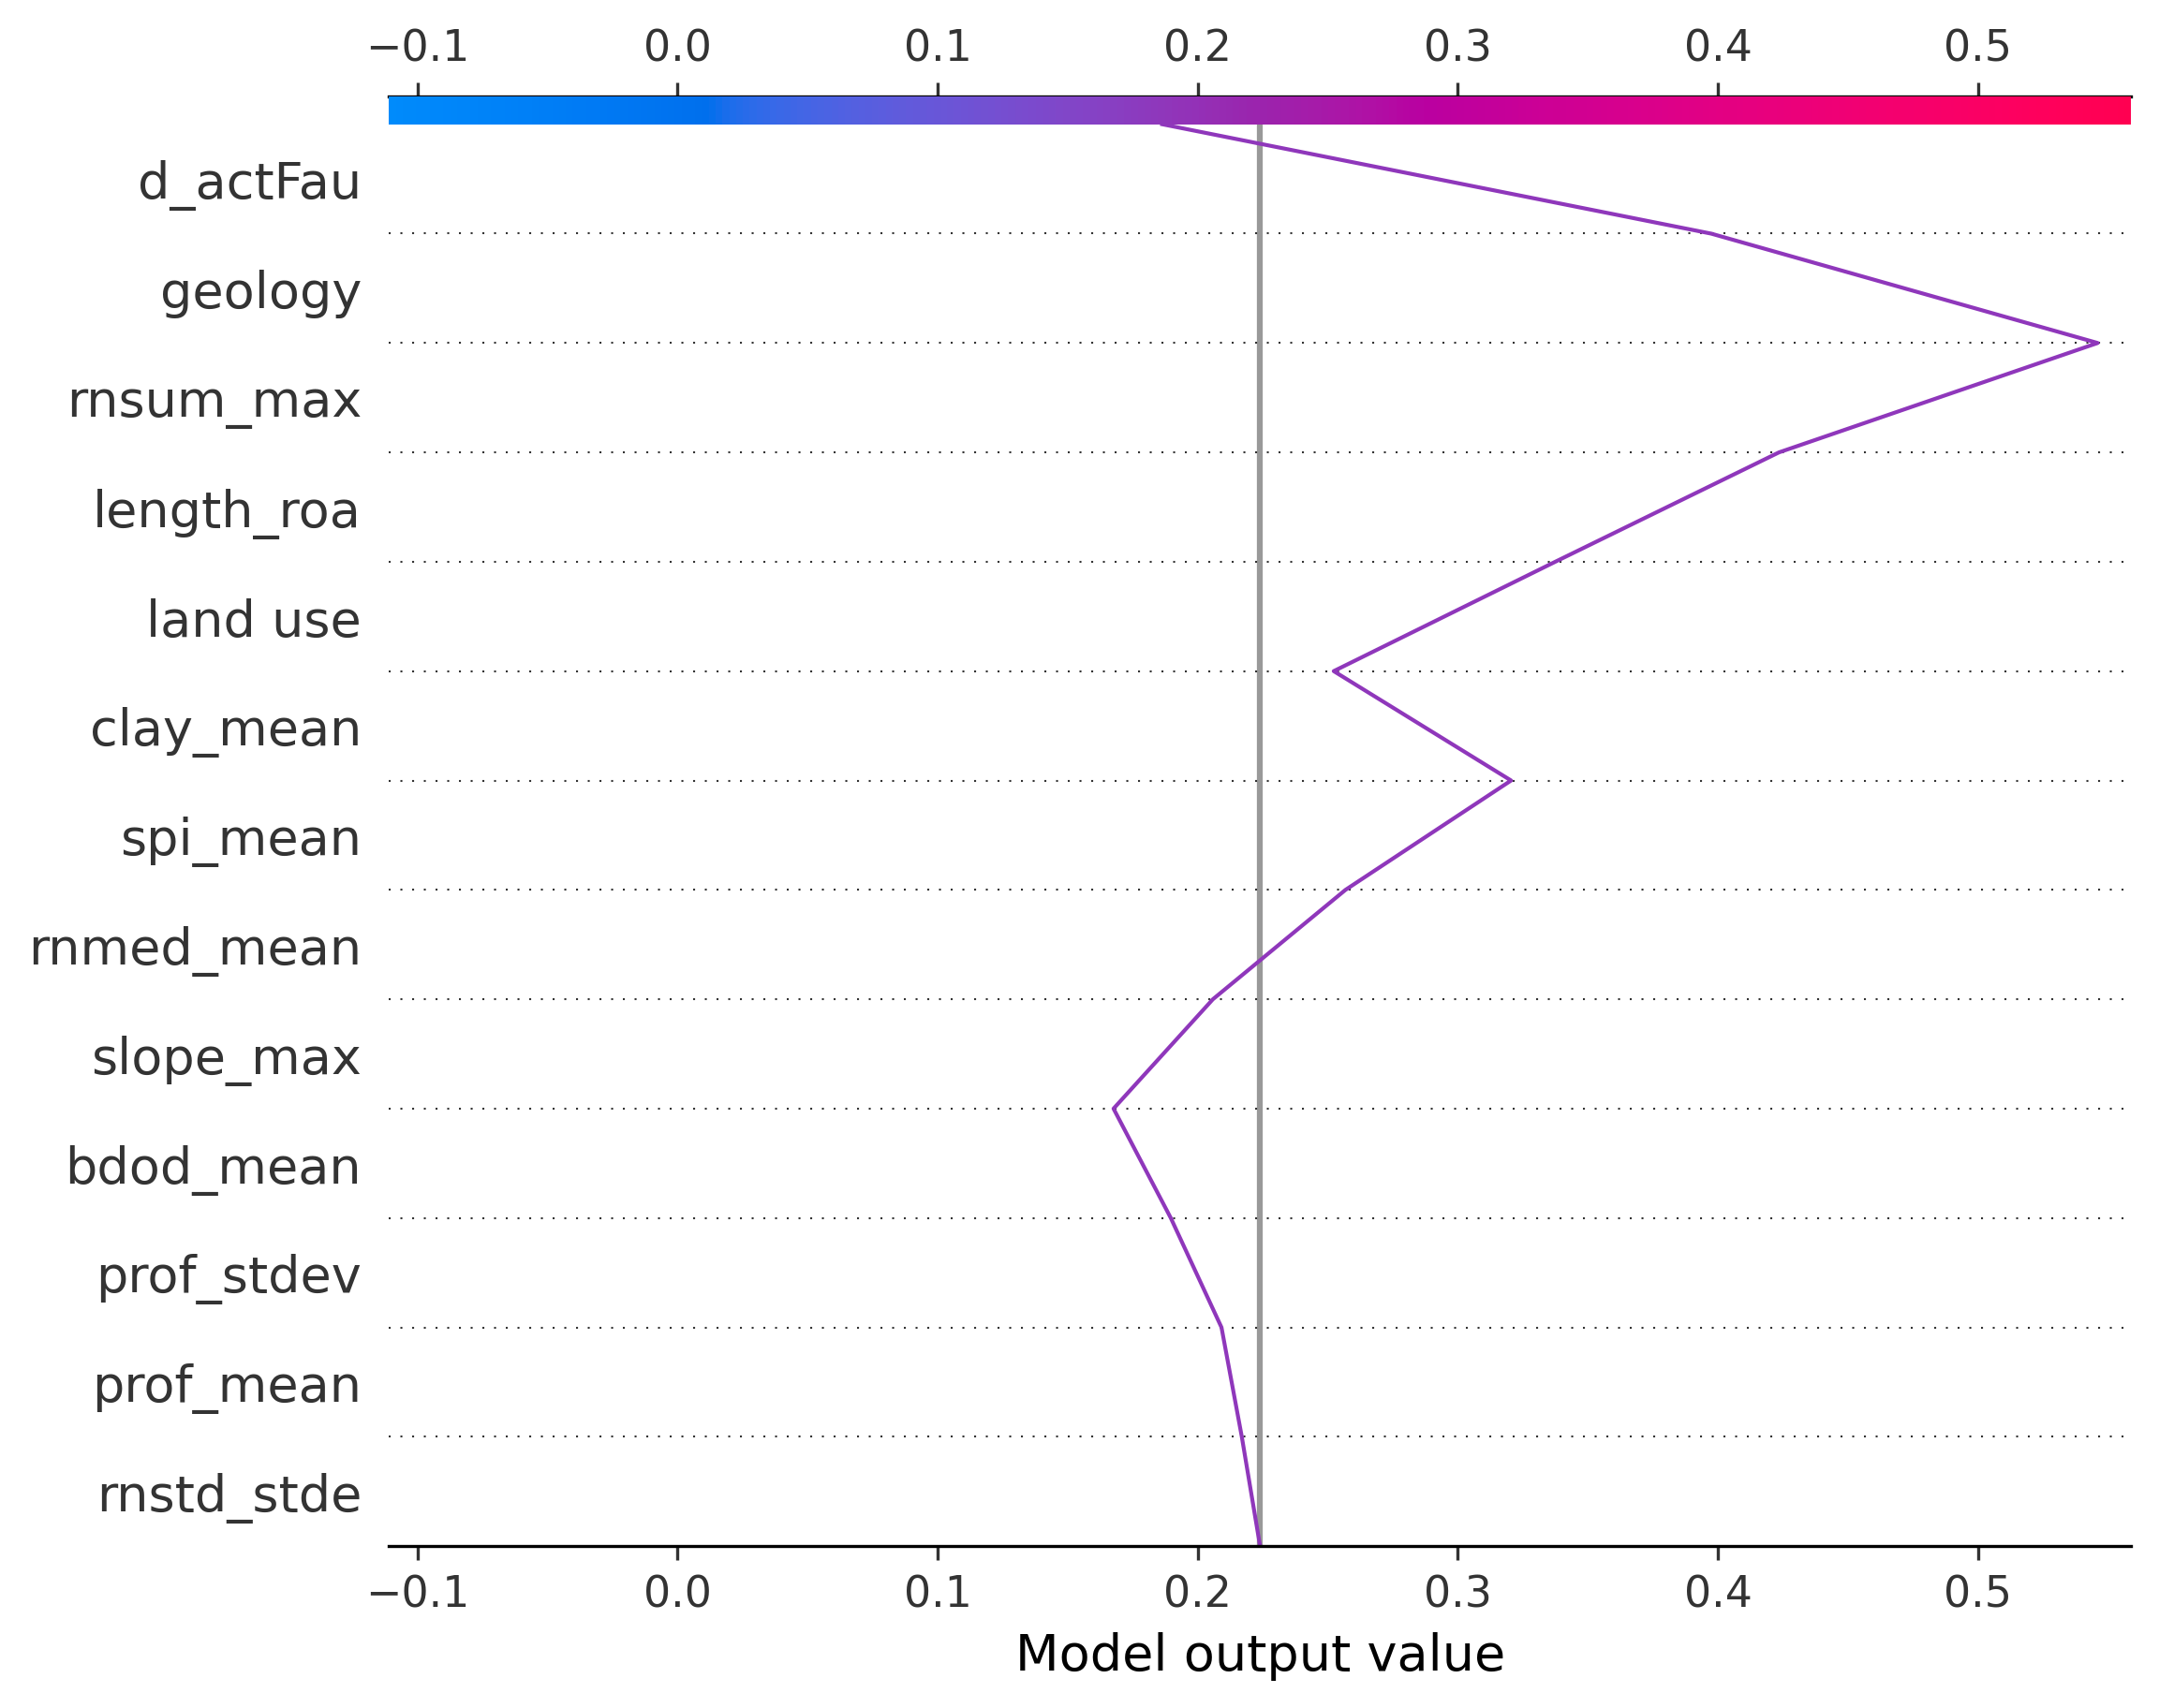 −0.1 0.0 0.1 0.2 0.3 0.4 0.5
d_actFau
geology
rnsum_max
length_roa
land use
clay_mean
spi_mean
rnmed_mean
slope_max
bdod_mean
prof_stdev
prof_mean
rnstd_stde
−0.1 0.0 0.1 0.2 0.3 0.4 0.5
Model output value